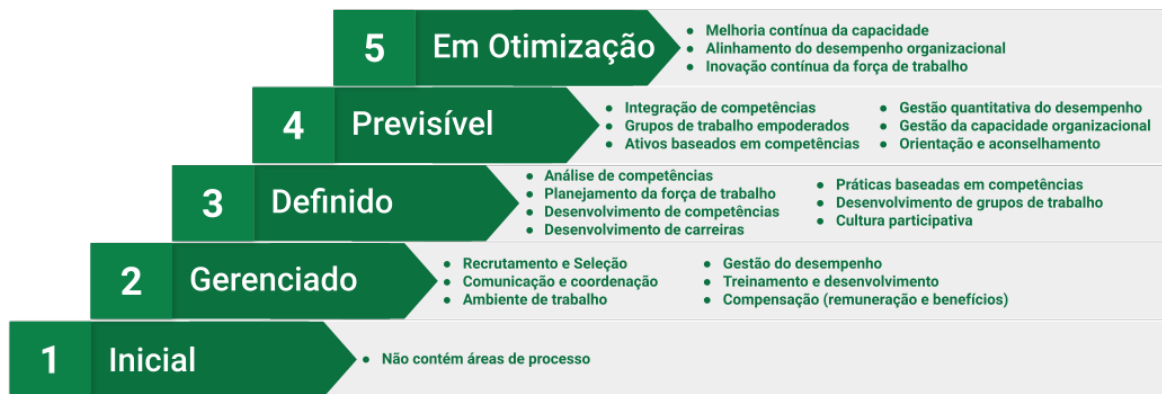 5
Em Otimização
● Melhoria contínua da capacidade
● Alinhamento do desempenho organizacional
● Inovação contínua da força de trabalho
4
Previsível
● Integração de competências
● Grupos de trabalho empoderados
● Ativos baseados em competências
● Gestão quantitativa do desempenho
● Gestão da capacidade organizacional
● Orientação e aconselhamento
3
Definido
● Análise de competências
● Planejamento da força de trabalho
● Desenvolvimento de competências
● Desenvolvimento de carreiras
● Práticas baseadas em competências
● Desenvolvimento de grupos de trabalho
● Cultura participativa
2
Gerenciado
● Recrutamento e Seleção
● Comunicação e coordenação
● Ambiente de trabalho
● Gestão do desempenho
● Treinamento e desenvolvimento
● Compensação (remuneração e benefícios)
1
Inicial
● Não contém áreas de processo